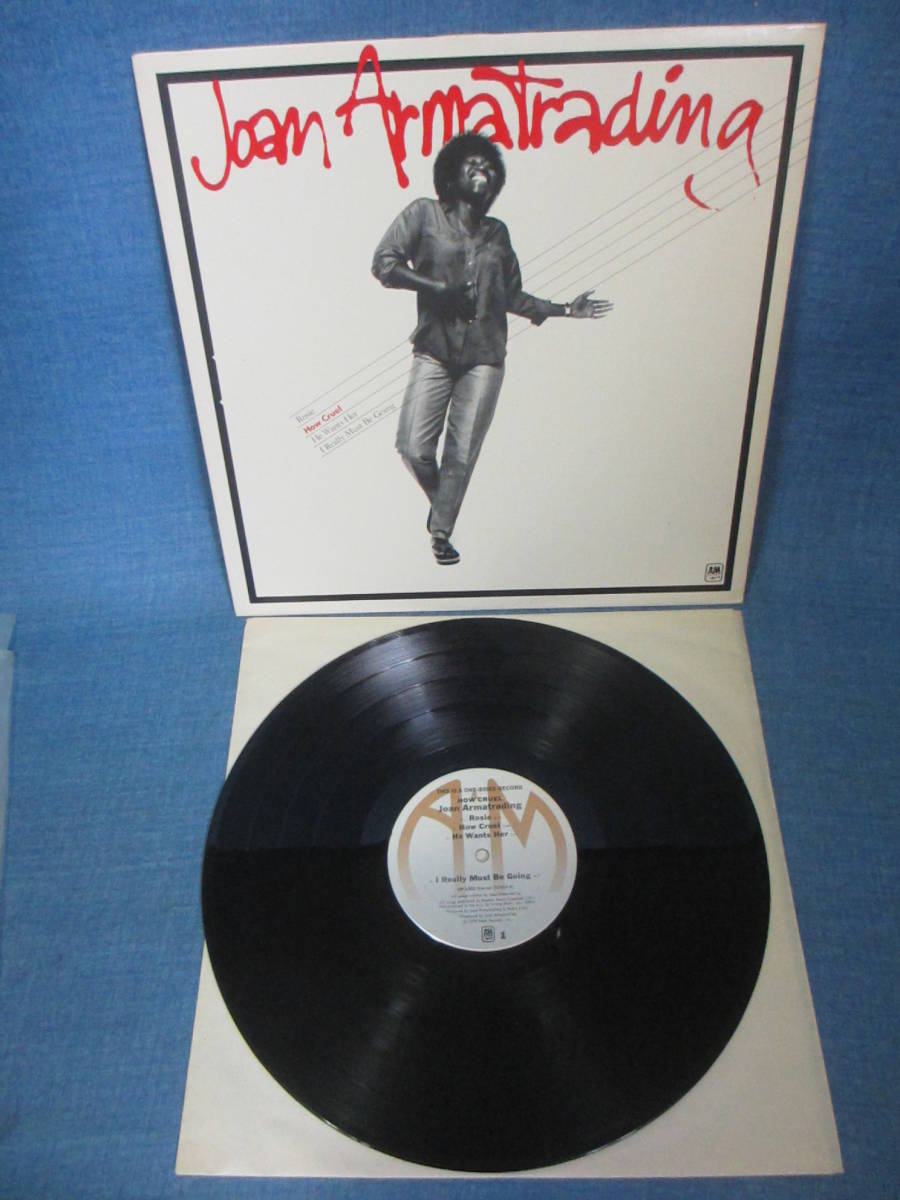 Joan Armatrading
Rosie
How Cruel
He Wants Her
I Really Must Be Going
A&M
THIS IS A ONE-SIDED RECORD
HOW CRUEL
Joan Armatrading
Rosie
How Cruel
He Wants Her
I Really Must Be Going
A&M
1